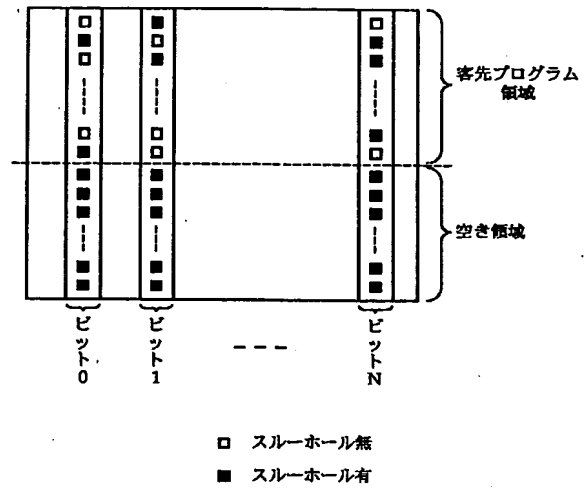 客先プログラム
領域
空き領域
ビット0
ビット1
ビットN
□ スルーホール無
■ スルーホール有